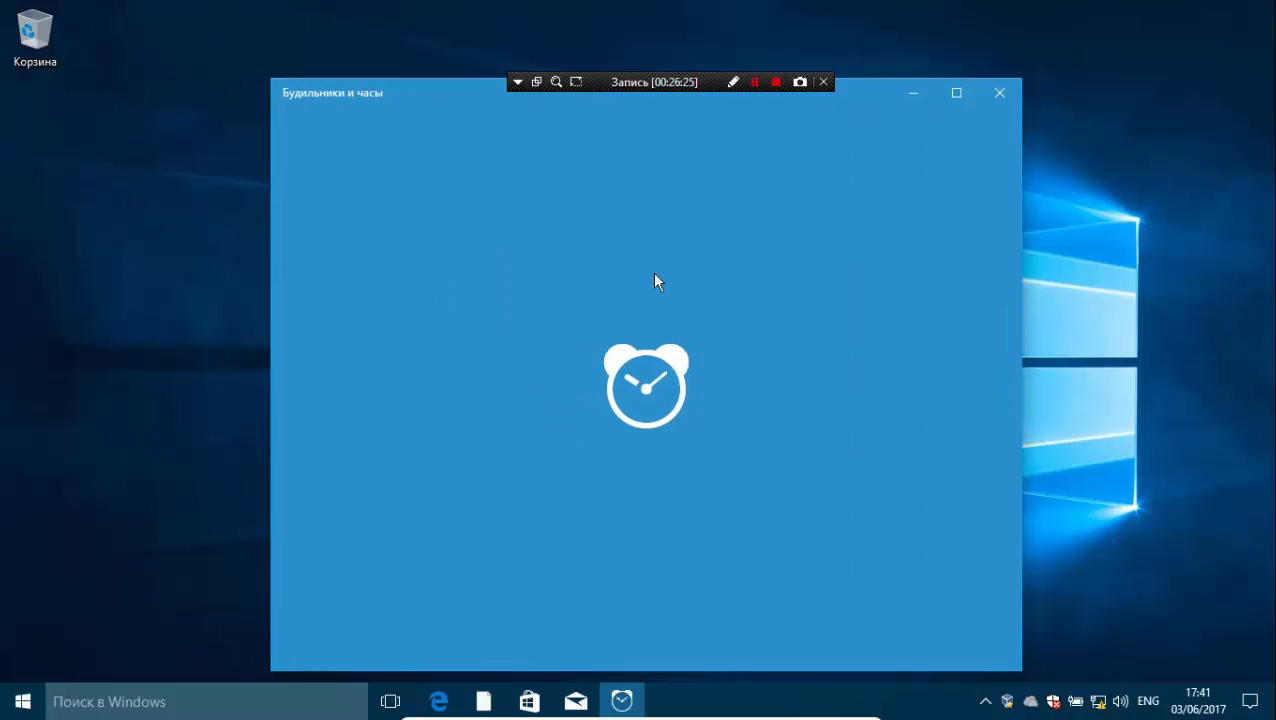 Корзина
Запись [00:26:25]
Будильники и часы
Поиск в Windows
ENG
17:41
03/06/2017